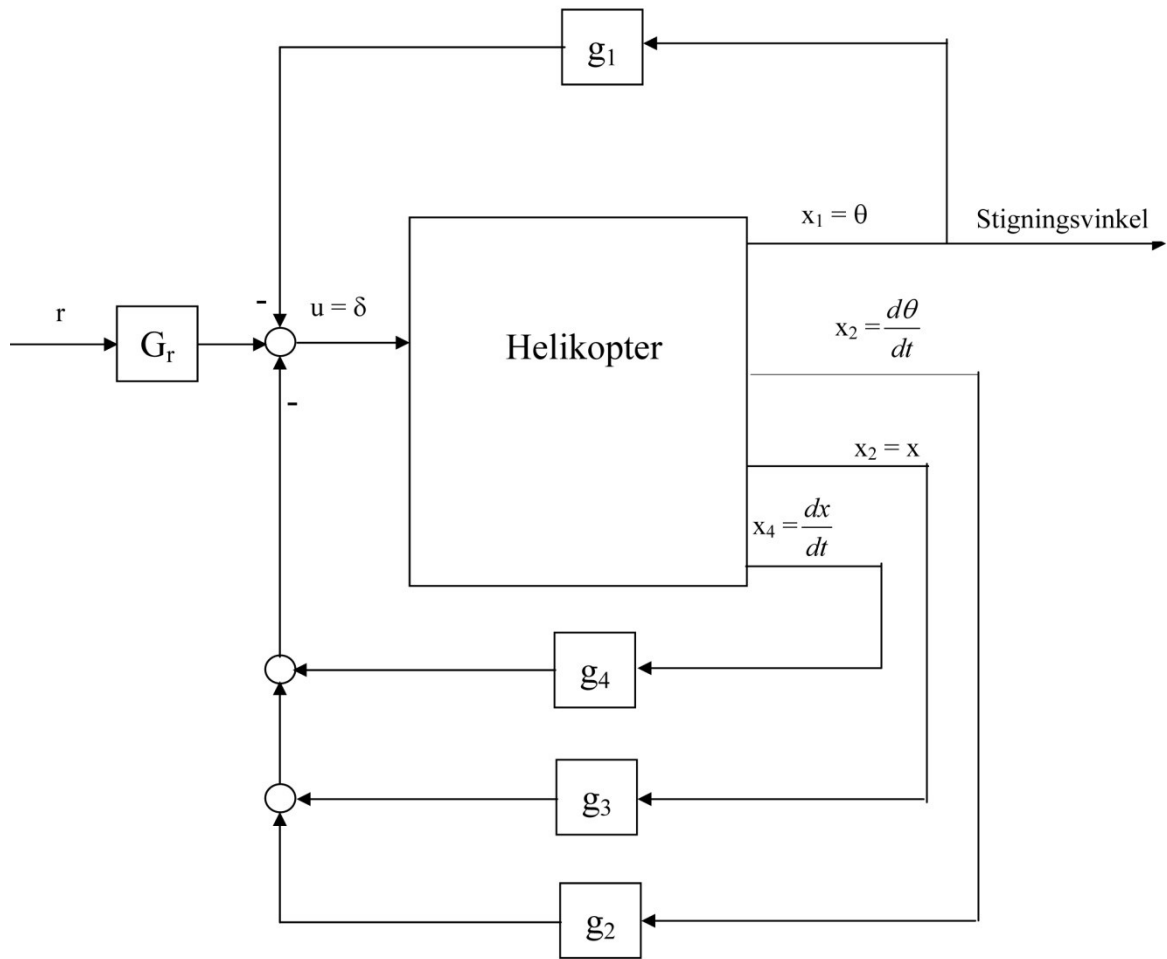 g₁
x₁ = θ
Stigningsvinkel
r
Gᵣ
-
u = δ
Helikopter
x₂ = dθ/dt
-
x₂ = x
x₄ = dx/dt
g₄
g₃
g₂